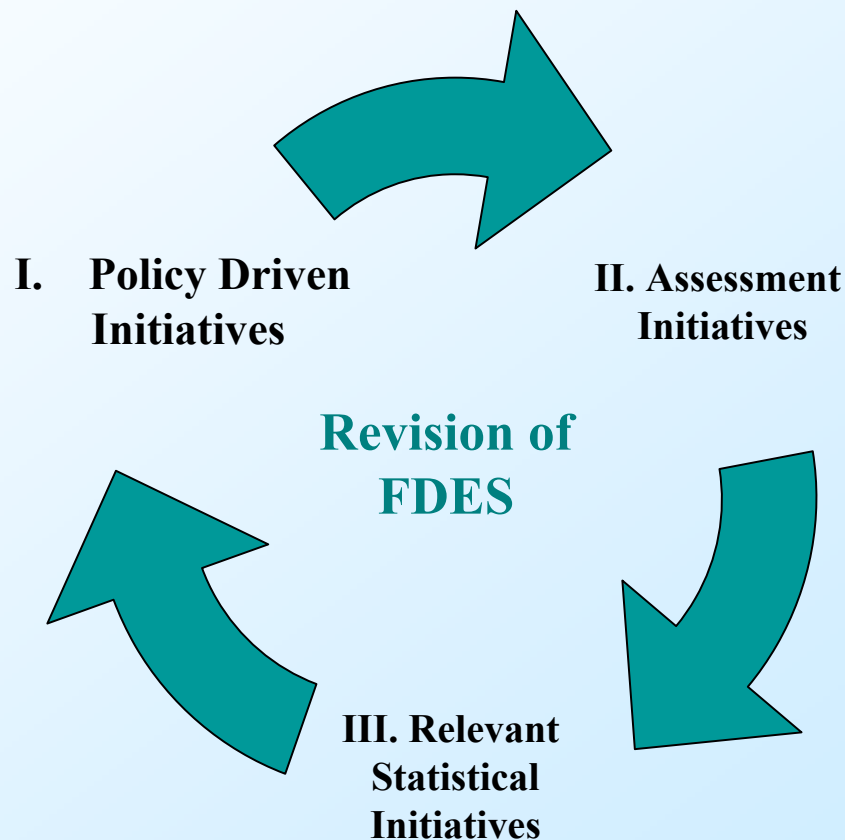 I. Policy Driven
Initiatives
II. Assessment
Initiatives
Revision of
FDES
III. Relevant
Statistical
Initiatives